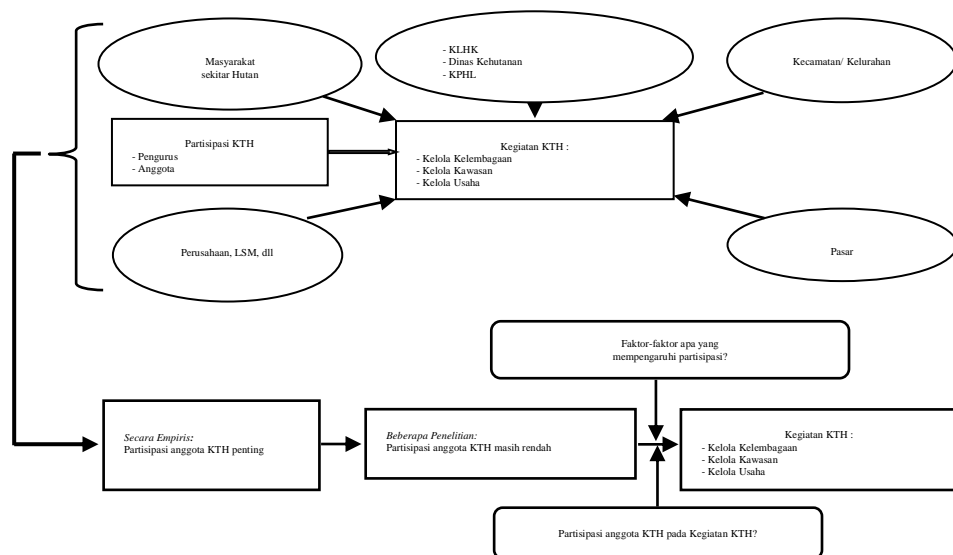 Masyarakat
sekitar Hutan
- KLHK
- Dinas Kehutanan
- KPHL
Kecamatan/ Kelurahan
Partisipasi KTH
- Pengurus
- Anggota
Kegiatan KTH :
- Kelola Kelembagaan
- Kelola Kawasan
- Kelola Usaha
Perusahaan, LSM, dll
Pasar
Faktor-faktor apa yang
mempengaruhi partisipasi?
Secara Empiris:
Partisipasi anggota KTH penting
Beberapa Penelitian:
Partisipasi anggota KTH masih rendah
Kegiatan KTH :
- Kelola Kelembagaan
- Kelola Kawasan
- Kelola Usaha
Partisipasi anggota KTH pada Kegiatan KTH?